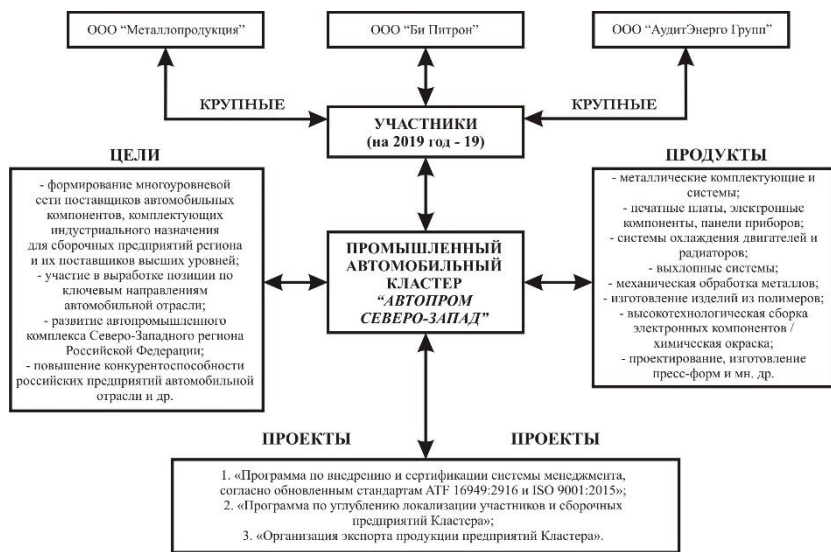 ООО “Металлопродукция”
ООО “Би Питрон”
ООО “АудитЭнерго Групп”
КРУПНЫЕ
КРУПНЫЕ
УЧАСТНИКИ
(на 2019 год - 19)
ЦЕЛИ
- формирование многоуровневой
сети поставщиков автомобильных
компонентов, комплектующих
индустриального назначения
для сборочных предприятий региона
и их поставщиков высших уровней;
- участие в выработке позиции по
ключевым направлениям
автомобильной отрасли;
- развитие автопромышленного
комплекса Северо-Западного региона
Российской Федерации;
- повышение конкурентоспособности
российских предприятий автомобильной
отрасли и др.
ПРОМЫШЛЕННЫЙ
АВТОМОБИЛЬНЫЙ
КЛАСТЕР
“АВТОПРОМ
СЕВЕРО-ЗАПАД”
ПРОДУКТЫ
- металлические комплектующие и
системы;
- печатные платы, электронные
компоненты, панели приборов;
- системы охлаждения двигателей и
радиаторов;
- выхлопные системы;
- механическая обработка металлов;
- изготовление изделий из полимеров;
- высокотехнологическая сборка
электронных компонентов /
химическая окраска;
- проектирование, изготовление
пресс-форм и мн. др.
ПРОЕКТЫ
ПРОЕКТЫ
1. «Программа по внедрению и сертификации системы менеджмента,
согласно обновленным стандартам ATF 16949:2916 и ISO 9001:2015»;
2. «Программа по углублению локализации участников и сборочных
предприятий Кластера»;
3. «Организация экспорта продукции предприятий Кластера».